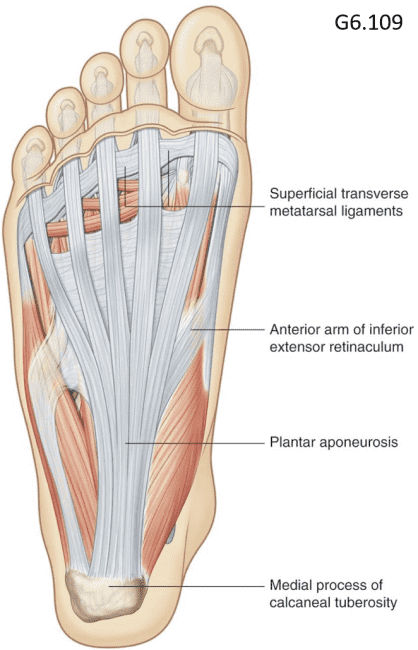 G6.109
Superficial transverse
metatarsal ligaments
Anterior arm of inferior
extensor retinaculum
Plantar aponeurosis
Medial process of
calcaneal tuberosity